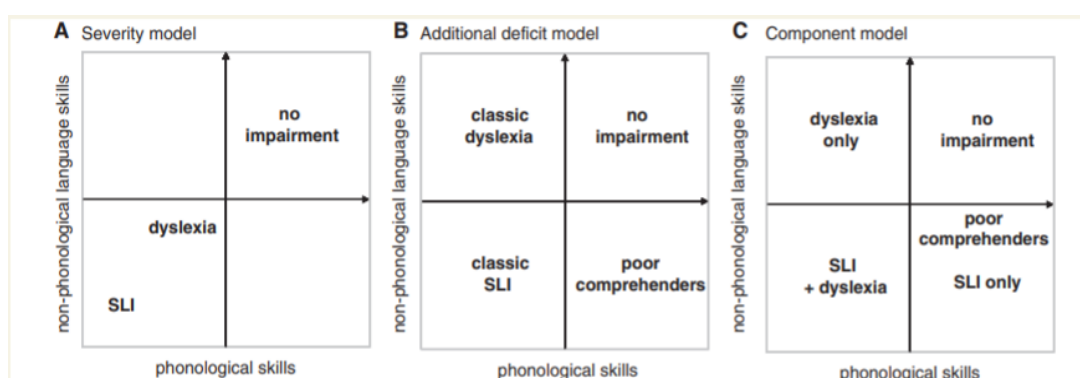 A Severity model
non-phonological language skills
no
impairment
dyslexia
SLI
phonological skills
B Additional deficit model
non-phonological language skills
classic
dyslexia
no
impairment
classic
SLI
poor
comprehenders
phonological skills
C Component model
non-phonological language skills
dyslexia
only
no
impairment
SLI
+ dyslexia
poor
comprehenders
SLI only
phonological skills